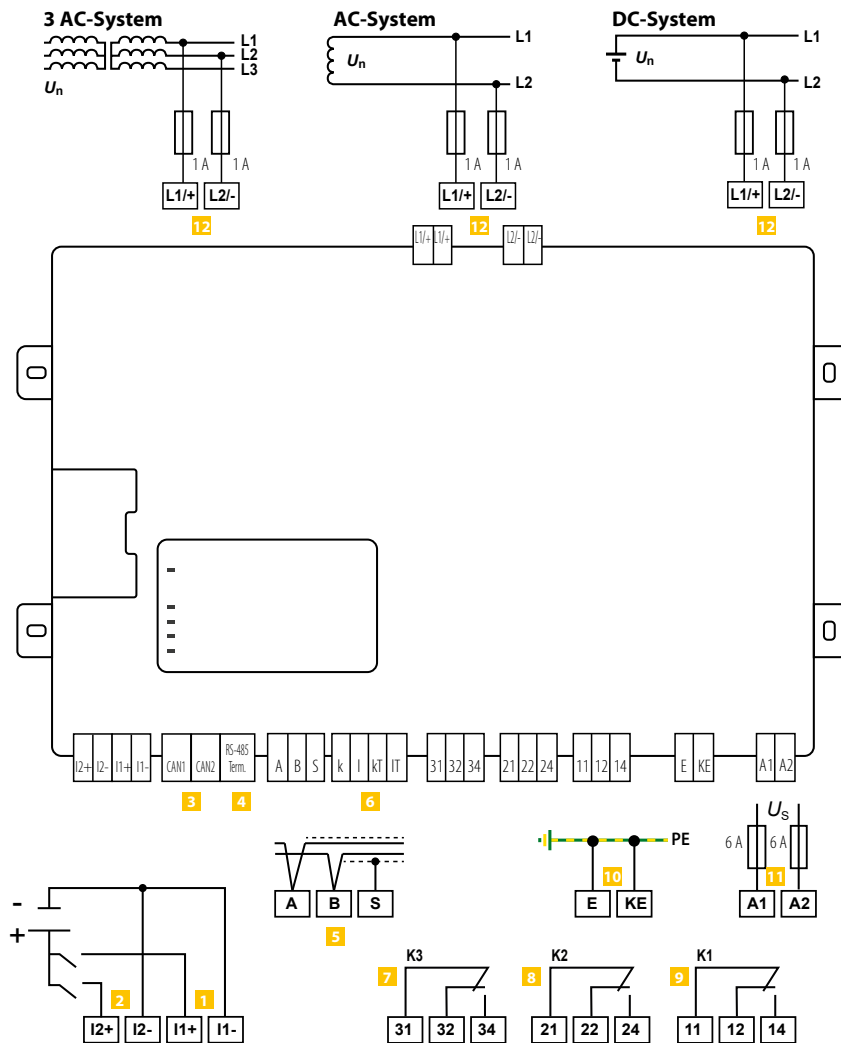 3 AC-System AC-System DC-System
L1 L1 L1
L2
L3
Un Un Un
L2 L2
1 A 1 A 1 A 1 A 1 A 1 A
L1/+ L2/- L1/+ L2/- L1/+ L2/-
12 12 12
L1/+ L1/+ L2/- L2/-
I2+ I2- I1+ I1- CAN1 CAN2 RS-485 Term. A B S k l kT lT 31 32 34 21 22 24 11 12 14 E KE A1 A2
3 4 6
US
6 A 6 A
PE
10 11
A B S E KE A1 A2
5
-
+
K3 K2 K1
7 8 9
2 1
I2+ I2- I1+ I1- 31 32 34 21 22 24 11 12 14